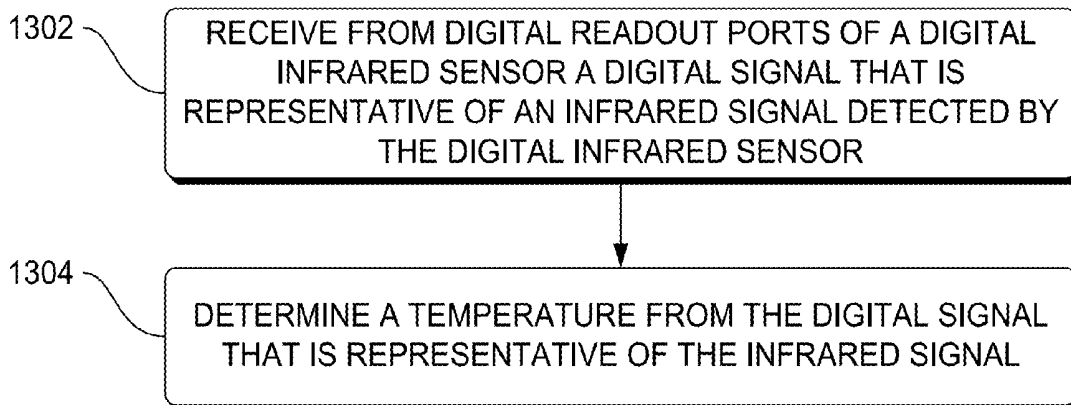 1302
RECEIVE FROM DIGITAL READOUT PORTS OF A DIGITAL
INFRARED SENSOR A DIGITAL SIGNAL THAT IS
REPRESENTATIVE OF AN INFRARED SIGNAL DETECTED BY
THE DIGITAL INFRARED SENSOR
1304
DETERMINE A TEMPERATURE FROM THE DIGITAL SIGNAL
THAT IS REPRESENTATIVE OF THE INFRARED SIGNAL